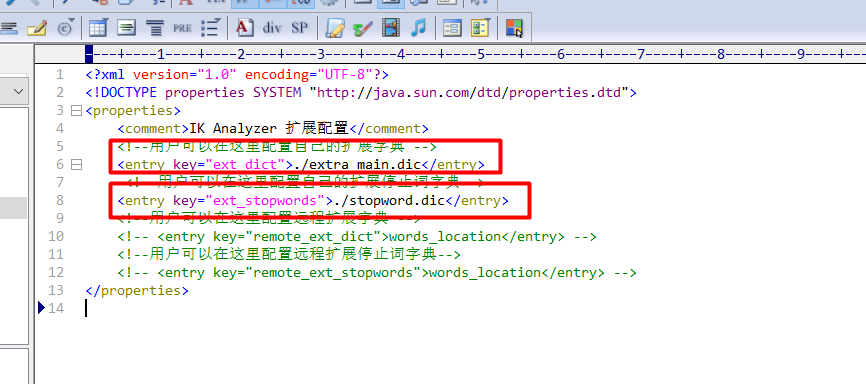 PRE A div SP
----+----1----+----2----+----3----+----4----+----5----+----6----+----7----+----8----+---
1 <?xml version="1.0" encoding="UTF-8"?>
2 <!DOCTYPE properties SYSTEM "http://java.sun.com/dtd/properties.dtd">
3 <properties>
4 <comment>IK Analyzer 扩展配置</comment>
5 <!--用户可以在这里配置自己的扩展字典 -->
6 <entry key="ext_dict">./extra_main.dic</entry>
7 <!--用户可以在这里配置自己的扩展停止词字典-->
8 <entry key="ext_stopwords">./stopword.dic</entry>
9 <!--用户可以在这里配置远程扩展字典 -->
10 <!-- <entry key="remote_ext_dict">words_location</entry> -->
11 <!--用户可以在这里配置远程扩展停止词字典-->
12 <!-- <entry key="remote_ext_stopwords">words_location</entry> -->
13 </properties>
14